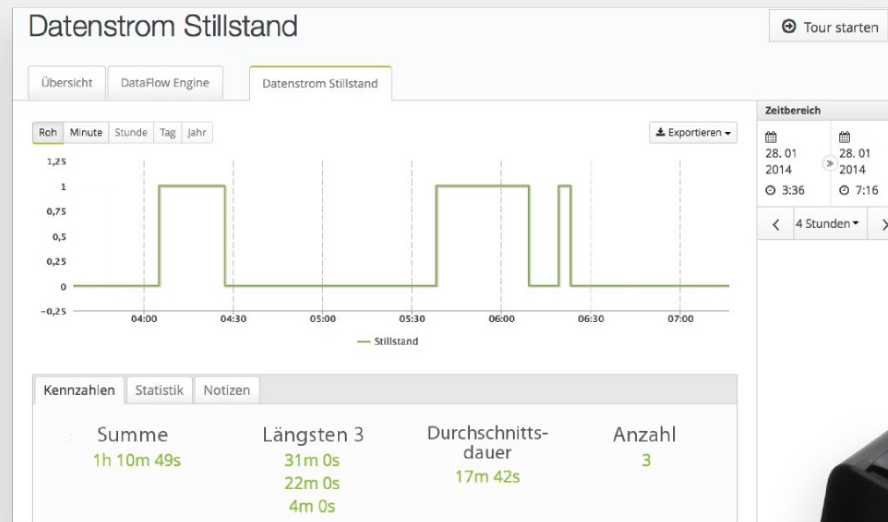 Datenstrom Stillstand
Tour starten
Übersicht DataFlow Engine Datenstrom Stillstand
Zeitbereich
Roh Minute Stunde Tag Jahr
Exportieren
28. 01 28. 01
2014 » 2014
3:36 7:16
4 Stunden
1,25
1
0,75
0,5
0,25
0
-0,25
04:00 04:30 05:00 05:30 06:00 06:30 07:00
Stillstand
Kennzahlen Statistik Notizen
Summe
1h 10m 49s
Längsten 3
31m 0s
22m 0s
4m 0s
Durchschnitts-
dauer
17m 42s
Anzahl
3